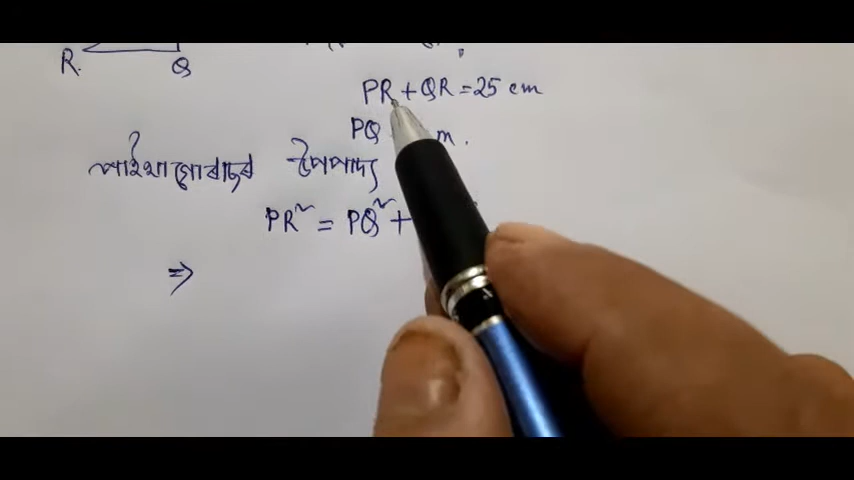 R. Q
PR + QR = 25 cm
PQ m.
পাইথাগোৰাচৰ উপপাদ্য
PR² = PQ² +
⇒